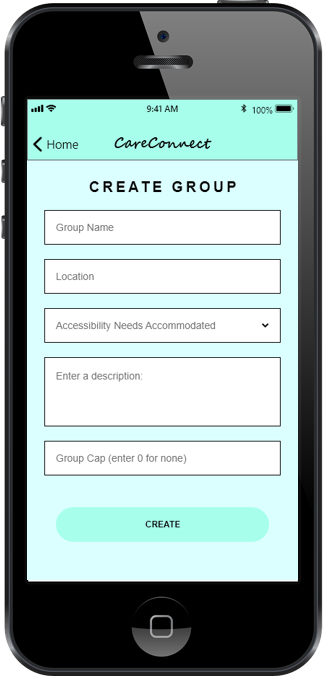 9:41 AM
100%
Home
CareConnect
CREATE GROUP
Group Name
Location
Accessibility Needs Accommodated
Enter a description:
Group Cap (enter 0 for none)
CREATE